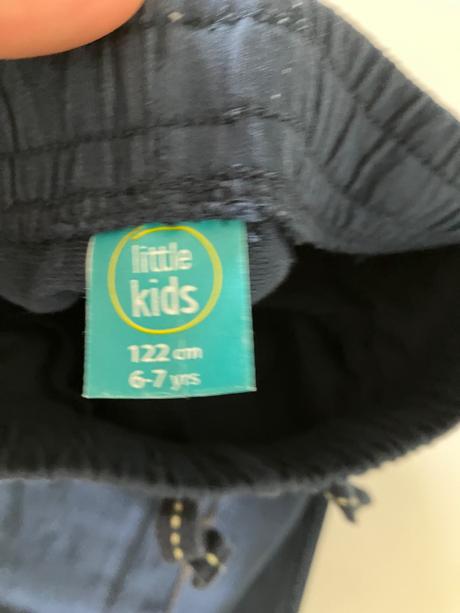 little
kids
122 cm
6-7 yrs